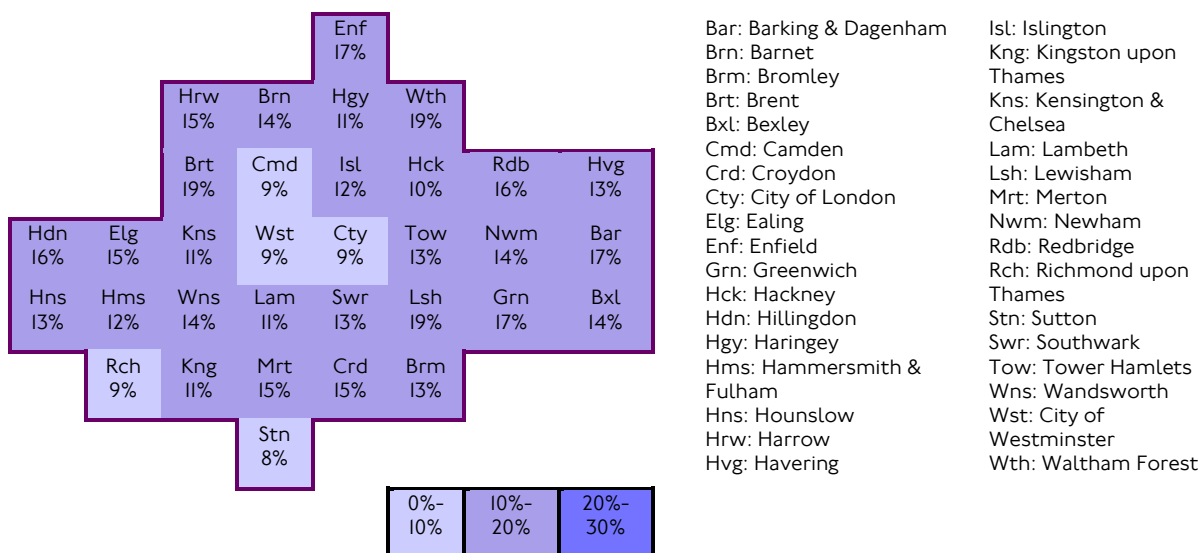 Enf
17%
Hrw Brn Hgy Wth
15% 14% 11% 19%
Brt Cmd Isl Hck Rdb Hvg
19% 9% 12% 10% 16% 13%
Hdn Elg Kns Wst Cty Tow Nwm Bar
16% 15% 11% 9% 9% 13% 14% 17%
Hns Hms Wns Lam Swr Lsh Grn Bxl
13% 12% 14% 11% 13% 19% 17% 14%
Rch Kng Mrt Crd Brm
9% 11% 15% 15% 13%
Stn
8%
0%- 10%- 20%-
10% 20% 30%
Bar: Barking & Dagenham
Brn: Barnet
Brm: Bromley
Brt: Brent
Bxl: Bexley
Cmd: Camden
Crd: Croydon
Cty: City of London
Elg: Ealing
Enf: Enfield
Grn: Greenwich
Hck: Hackney
Hdn: Hillingdon
Hgy: Haringey
Hms: Hammersmith &
Fulham
Hns: Hounslow
Hrw: Harrow
Hvg: Havering
Isl: Islington
Kng: Kingston upon
Thames
Kns: Kensington &
Chelsea
Lam: Lambeth
Lsh: Lewisham
Mrt: Merton
Nwm: Newham
Rdb: Redbridge
Rch: Richmond upon
Thames
Stn: Sutton
Swr: Southwark
Tow: Tower Hamlets
Wns: Wandsworth
Wst: City of
Westminster
Wth: Waltham Forest